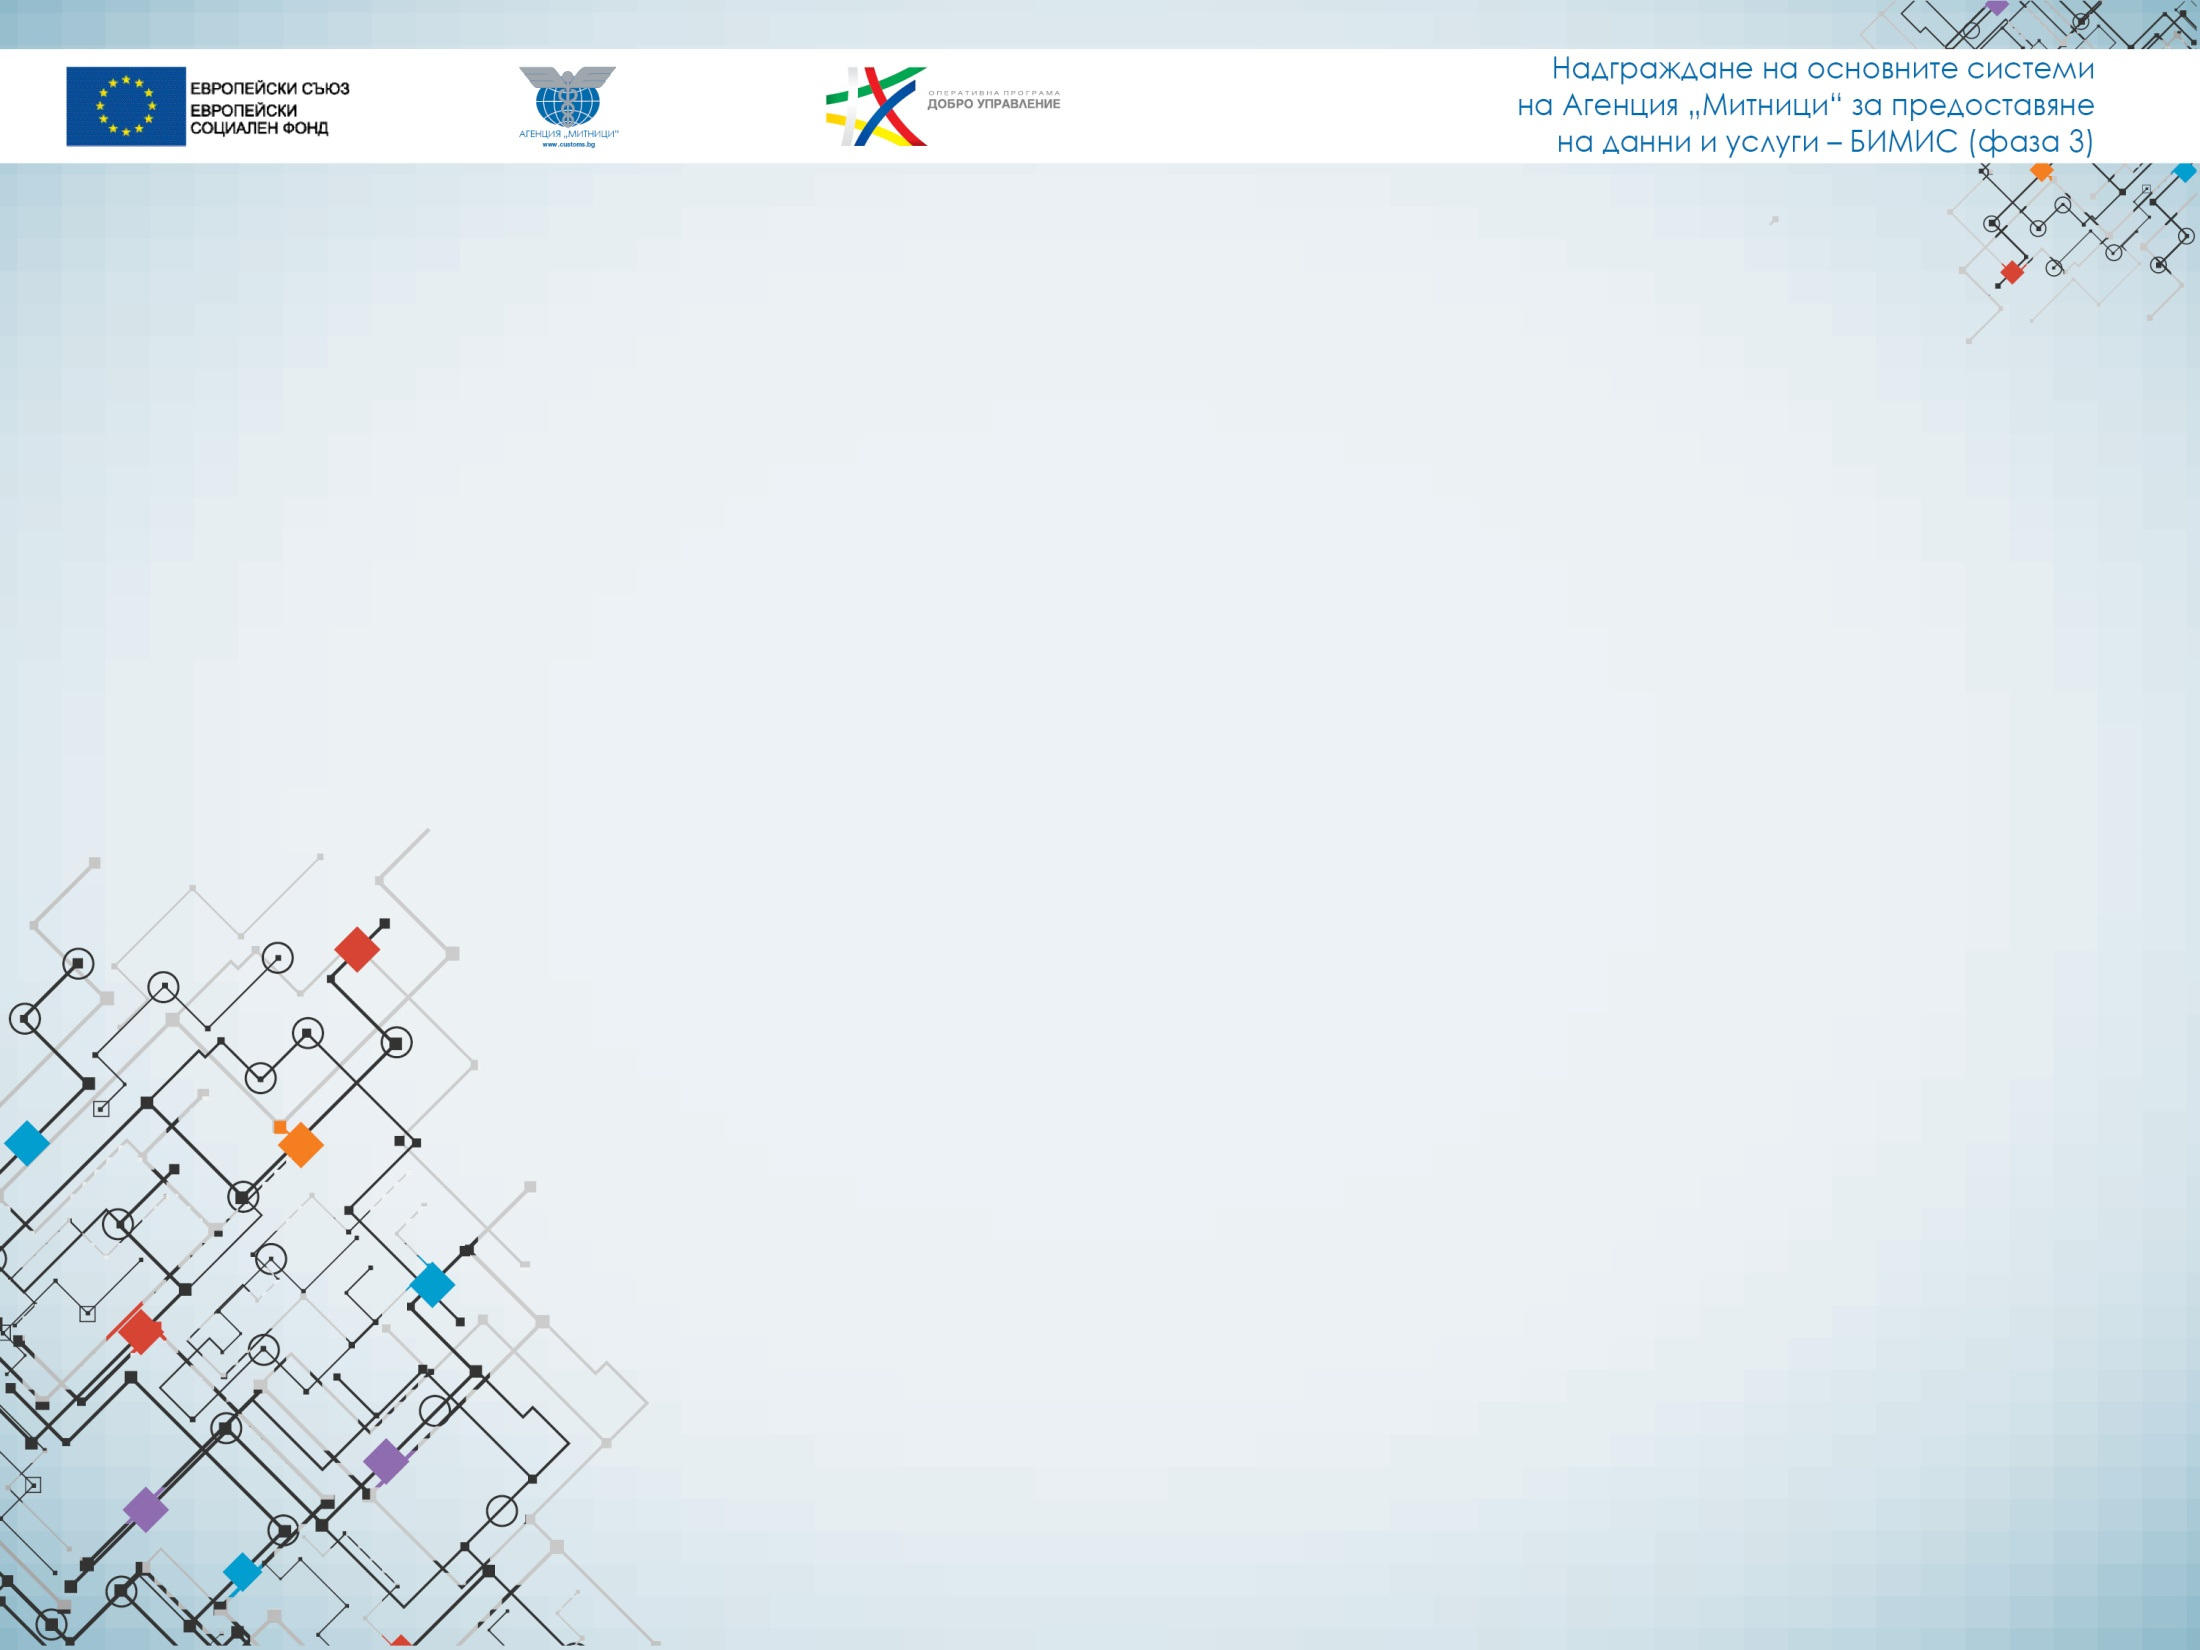 ЕВРОПЕЙСКИ СЪЮЗ
ЕВРОПЕЙСКИ
СОЦИАЛЕН ФОНД
АГЕНЦИЯ „МИТНИЦИ“
www.customs.bg
ОПЕРАТИВНА ПРОГРАМА
ДОБРО УПРАВЛЕНИЕ
Надграждане на основните системи
на Агенция „Митници“ за предоставяне
на данни и услуги – БИМИС (фаза 3)